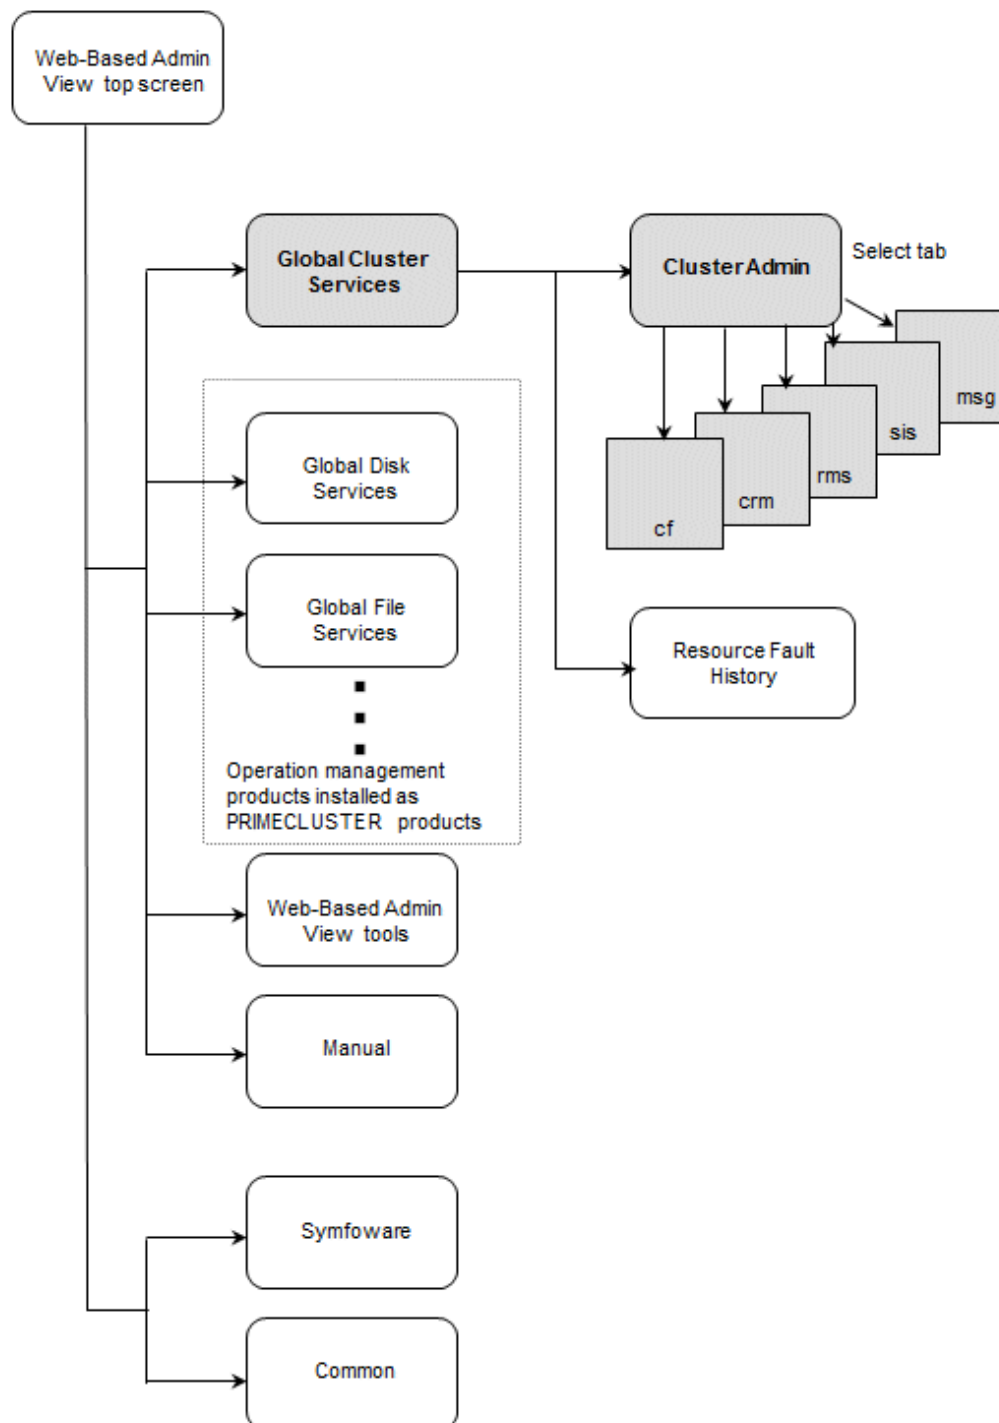 Web-Based Admin
View top screen
Global Cluster
Services
Cluster Admin
Select tab
msg
sis
rms
crm
cf
Global Disk
Services
Global File
Services
Resource Fault
History
Operation management
products installed as
PRIMECLUSTER products
Web-Based Admin
View tools
Manual
Symfoware
Common